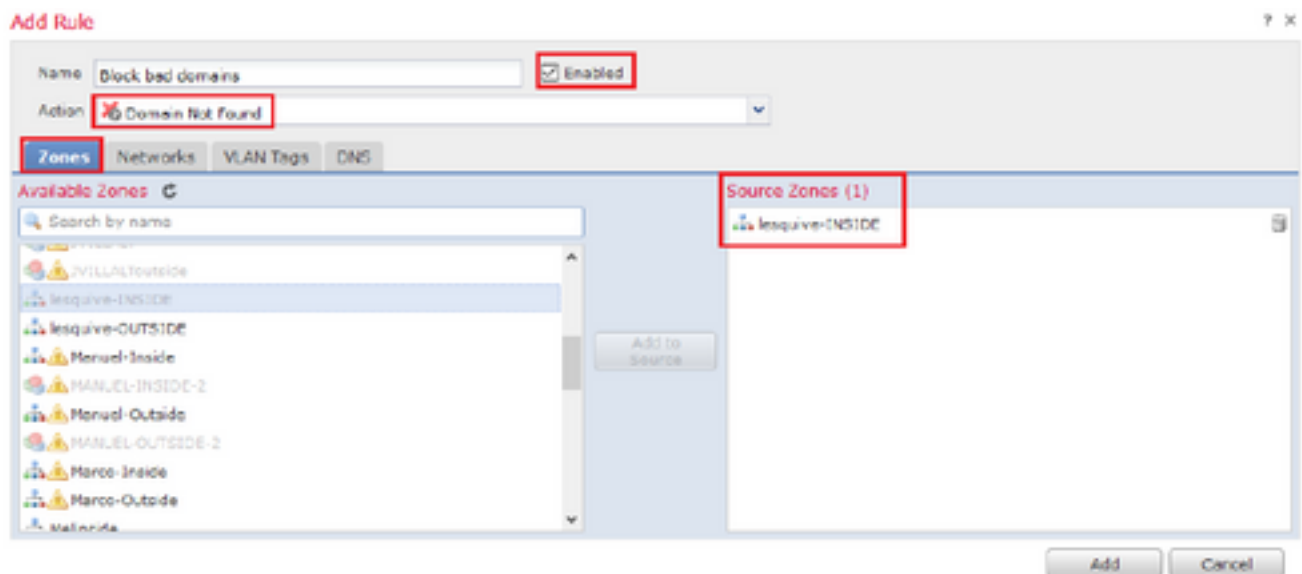 Add Rule
? X
Name Block bad domains Enabled
Action Domain Not Found
Zones Networks VLAN Tags DNS
Available Zones
Search by name
JVILLALToutside
lesquive-INSIDE
lesquive-OUTSIDE
Manuel-Inside
MANUEL-INSIDE-2
Manuel-Outside
MANUEL-OUTSIDE-2
Marco-Inside
Marco-Outside
Add to
Source
Source Zones (1)
lesquive-INSIDE
Add Cancel